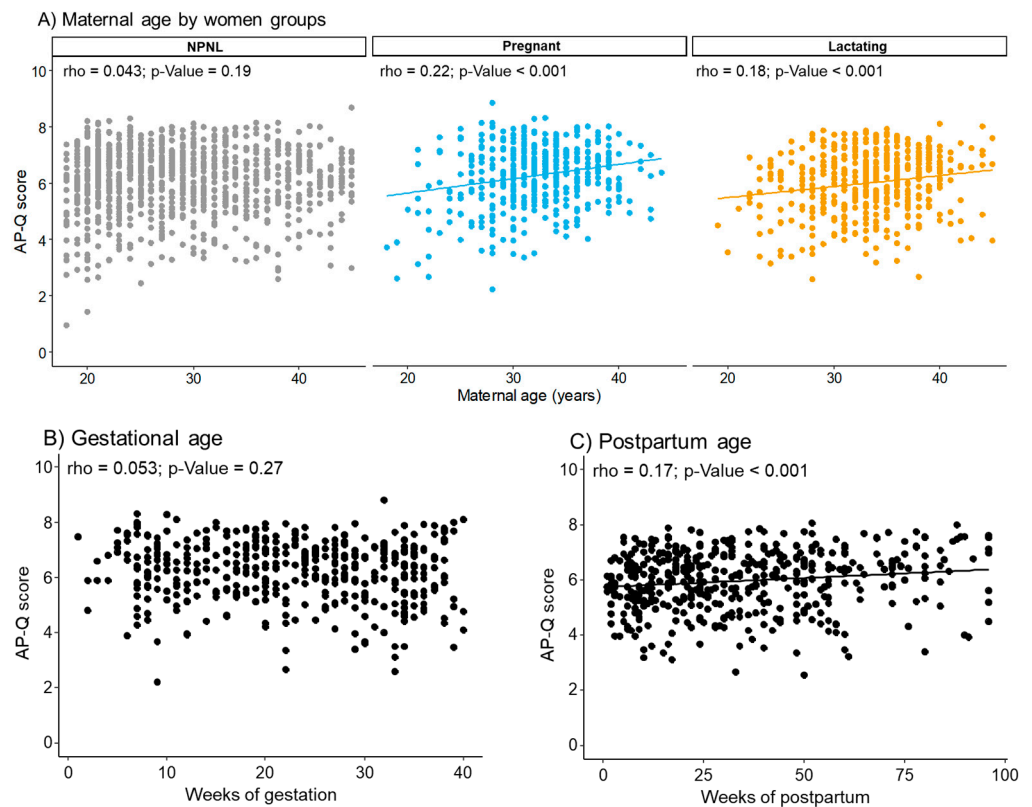 A) Maternal age by women groups
NPNL Pregnant Lactating
rho = 0.043; p-Value = 0.19 rho = 0.22; p-Value < 0.001 rho = 0.18; p-Value < 0.001
10
8
6
4
2
0
AP-Q score
20 30 40 20 30 40 20 30 40
Maternal age (years)
B) Gestational age
rho = 0.053; p-Value = 0.27
10
8
6
4
2
0
AP-Q score
0 10 20 30 40
Weeks of gestation
C) Postpartum age
rho = 0.17; p-Value < 0.001
10
8
6
4
2
0
AP-Q score
0 25 50 75 100
Weeks of postpartum